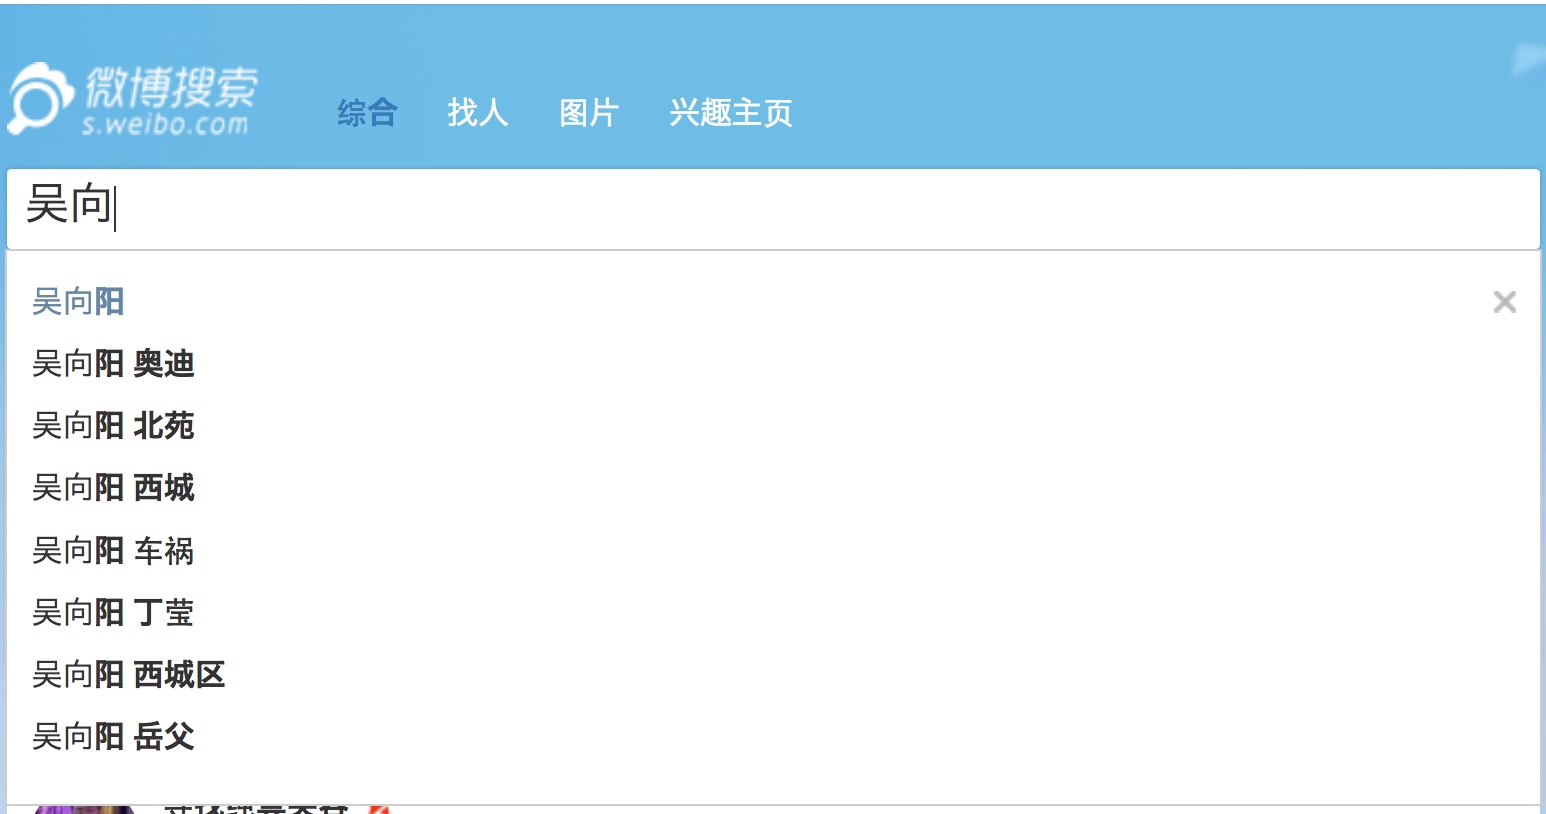 微博搜索
s.weibo.com
综合 找人 图片 兴趣主页
吴向
吴向阳
吴向阳 奥迪
吴向阳 北苑
吴向阳 西城
吴向阳 车祸
吴向阳 丁莹
吴向阳 西城区
吴向阳 岳父